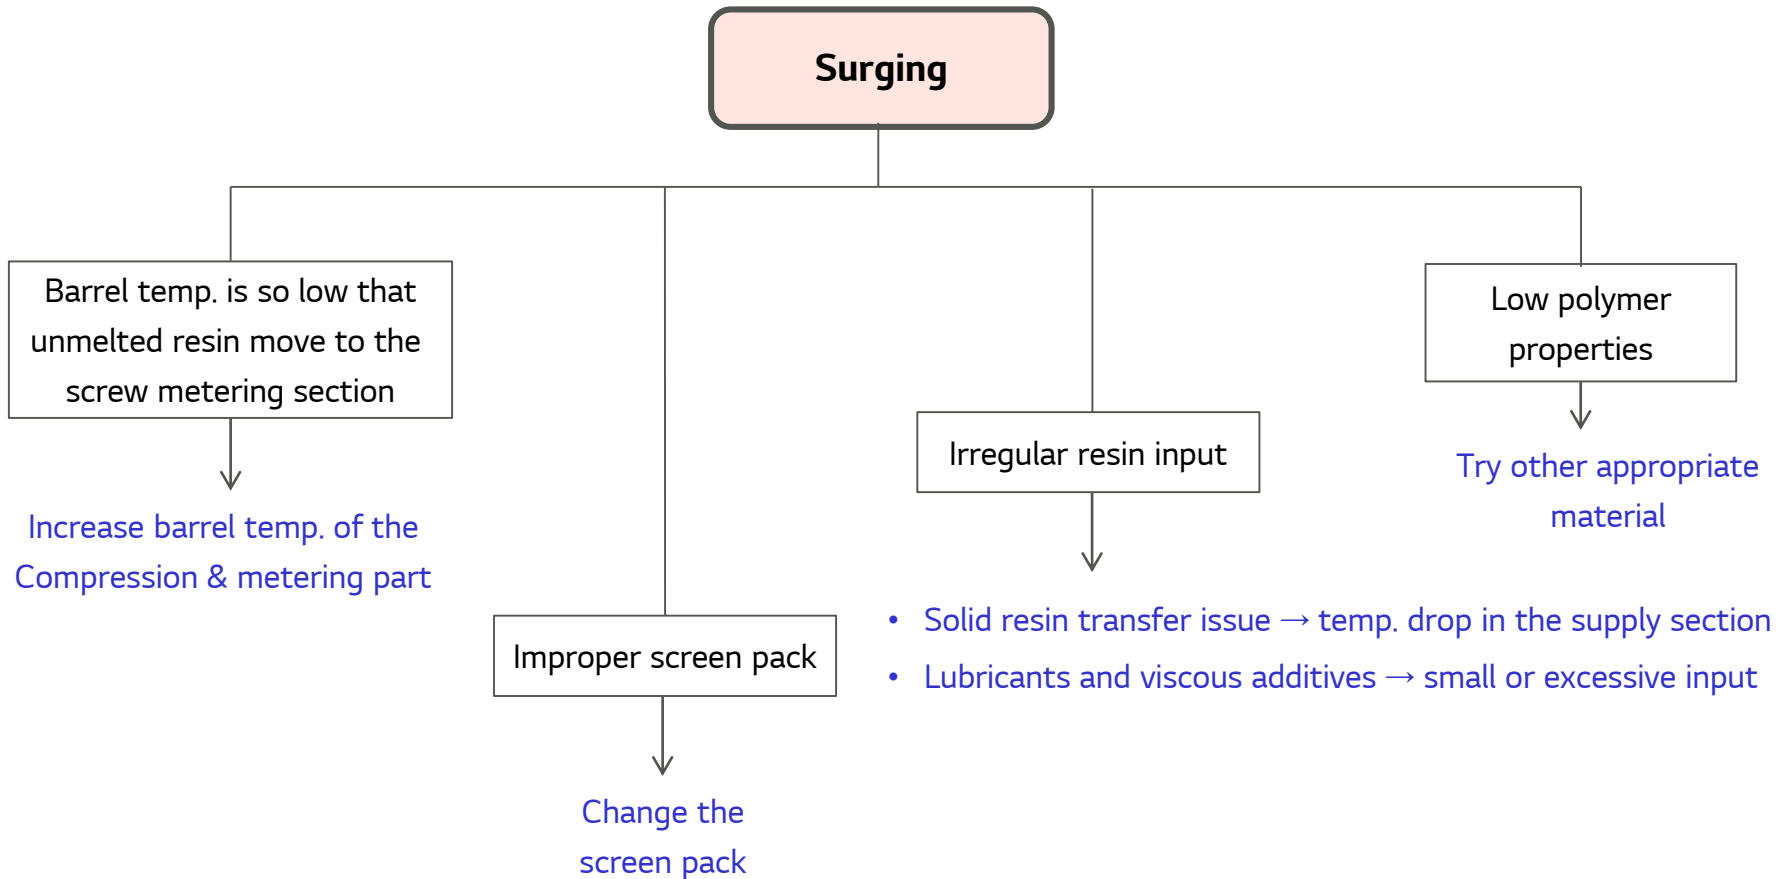 Surging
Barrel temp. is so low that
unmelted resin move to the
screw metering section
Increase barrel temp. of the
Compression & metering part
Improper screen pack
Change the
screen pack
Irregular resin input
• Solid resin transfer issue → temp. drop in the supply section
• Lubricants and viscous additives → small or excessive input
Low polymer
properties
Try other appropriate
material